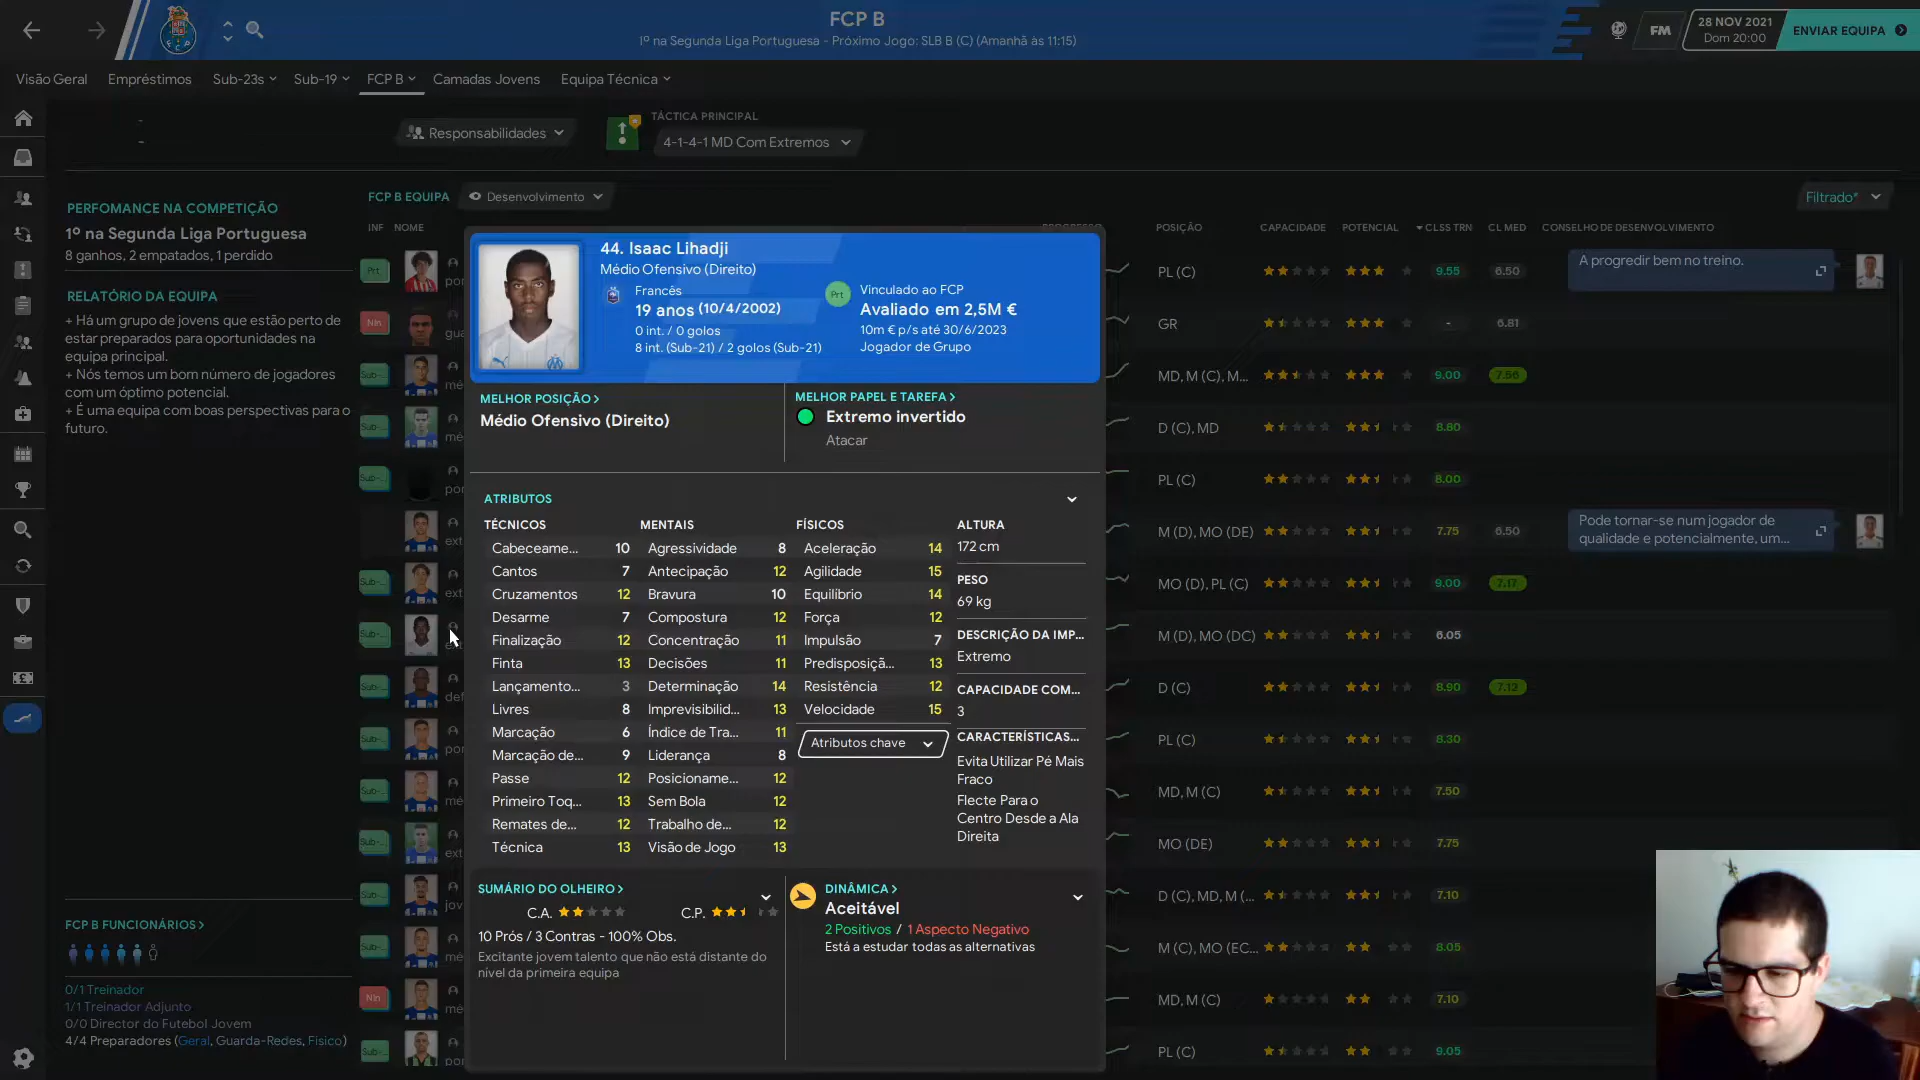 FCP B
1º na Segunda Liga Portuguesa - Próximo Jogo: SLB B (C) (Amanhã às 11:15)
FM
28 NOV 2021
Dom 20:00
ENVIAR EQUIPA
Visão Geral
Empréstimos
Sub-23s
Sub-19
FCP B
Camadas Jovens
Equipa Técnica
Responsabilidades
TÁCTICA PRINCIPAL
4-1-4-1 MD Com Extremos
PERFOMANCE NA COMPETIÇÃO
1º na Segunda Liga Portuguesa
8 ganhos, 2 empatados, 1 perdido
RELATÓRIO DA EQUIPA
+ Há um grupo de jovens que estão perto de
estar preparados para oportunidades na
equipa principal.
+ Nós temos um bom número de jogadores
com um óptimo potencial.
+ É uma equipa com boas perspectivas para o
futuro.
FCP B FUNCIONÁRIOS >
0/1 Treinador
1/1 Treinador Adjunto
0/0 Director do Futebol Jovem
4/4 Preparadores (Geral, Guarda-Redes, Físico)
FCP B EQUIPA
Desenvolvimento
Filtrado*
INF NOME
POSIÇÃO CAPACIDADE POTENCIAL CLSS TRN CL MED CONSELHO DE DESENVOLVIMENTO
Prt PL (C) 9.55 6.50 A progredir bem no treino.
Nin GR - 6.81
Sub-... MD, M (C), M... 9.00 7.56
Sub-... D (C), MD 8.80
Sub-... PL (C) 8.00
M (D), MO (DE) 7.75 6.50 Pode tornar-se num jogador de
qualidade e potencialmente, um...
Sub-... MO (D), PL (C) 9.00 7.17
Sub-... M (D), MO (DC) 6.05
Sub-... D (C) 8.90 7.12
Sub-... PL (C) 8.30
Sub-... MD, M (C) 7.50
Sub-... MO (DE) 7.75
Sub-... D (C), MD, M (... 7.10
Sub-... M (C), MO (EC... 8.05
Nin MD, M (C) 7.10
Sub-... PL (C) 9.05
44. Isaac Lihadji
Médio Ofensivo (Direito)
Francês
19 anos (10/4/2002)
0 int. / 0 golos
8 int. (Sub-21) / 2 golos (Sub-21)
Prt
Vinculado ao FCP
Avaliado em 2,5M €
10m € p/s até 30/6/2023
Jogador de Grupo
MELHOR POSIÇÃO >
Médio Ofensivo (Direito)
MELHOR PAPEL E TAREFA >
Extremo invertido
Atacar
ATRIBUTOS
TÉCNICOS
Cabeceame... 10
Cantos 7
Cruzamentos 12
Desarme 7
Finalização 12
Finta 13
Lançamento... 3
Livres 8
Marcação 6
Marcação de... 9
Passe 12
Primeiro Toq... 13
Remates de... 12
Técnica 13
MENTAIS
Agressividade 8
Antecipação 12
Bravura 10
Compostura 12
Concentração 11
Decisões 11
Determinação 14
Imprevisibilid... 13
Índice de Tra... 11
Liderança 8
Posicioname... 12
Sem Bola 12
Trabalho de... 12
Visão de Jogo 13
FÍSICOS
Aceleração 14
Agilidade 15
Equilíbrio 14
Força 12
Impulsão 7
Predisposiçã... 13
Resistência 12
Velocidade 15
Atributos chave
ALTURA
172 cm
PESO
69 kg
DESCRIÇÃO DA IMP...
Extremo
CAPACIDADE COM...
3
CARACTERÍSTICAS...
Evita Utilizar Pé Mais
Fraco
Flecte Para o
Centro Desde a Ala
Direita
SUMÁRIO DO OLHEIRO >
C.A.
C.P.
10 Prós / 3 Contras - 100% Obs.
Excitante jovem talento que não está distante do
nível da primeira equipa
DINÂMICA >
Aceitável
2 Positivos / 1 Aspecto Negativo
Está a estudar todas as alternativas